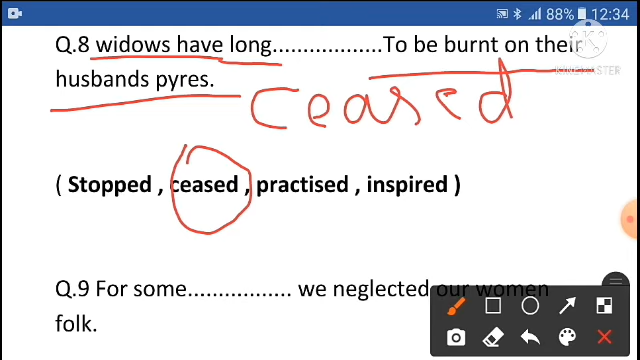 88% 12:34
Q.8 widows have long..................To be burnt on their
KINEMASTER
husbands pyres.
ceased
( Stopped , ceased , practised , inspired )
Q.9 For some.................. we neglected our women
folk.